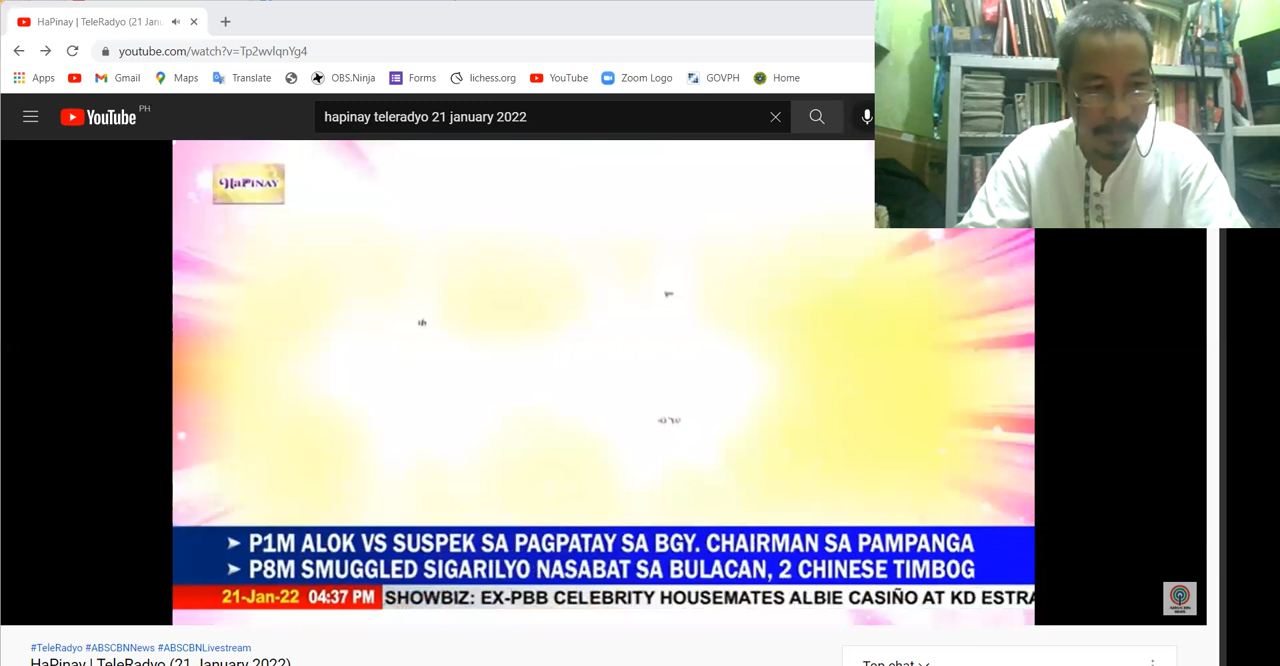 HaPinay | TeleRadyo (21 Janu
youtube.com/watch?v=Tp2wvlqnYg4
Apps Gmail Maps Translate OBS.Ninja Forms lichess.org YouTube Zoom Logo GOVPH Home
YouTube PH
hapinay teleradyo 21 january 2022
HaPinay
P1M ALOK VS SUSPEK SA PAGPATAY SA BGY. CHAIRMAN SA PAMPANGA
P8M SMUGGLED SIGARILYO NASABAT SA BULACAN, 2 CHINESE TIMBOG
21-Jan-22 04:37 PM SHOWBIZ: EX-PBB CELEBRITY HOUSEMATES ALBIE CASIÑO AT KD ESTRA
#TeleRadyo #ABSCBNNews #ABSCBNLivestream
HaPinay | TeleRadyo (21 January 2022)
Top chat